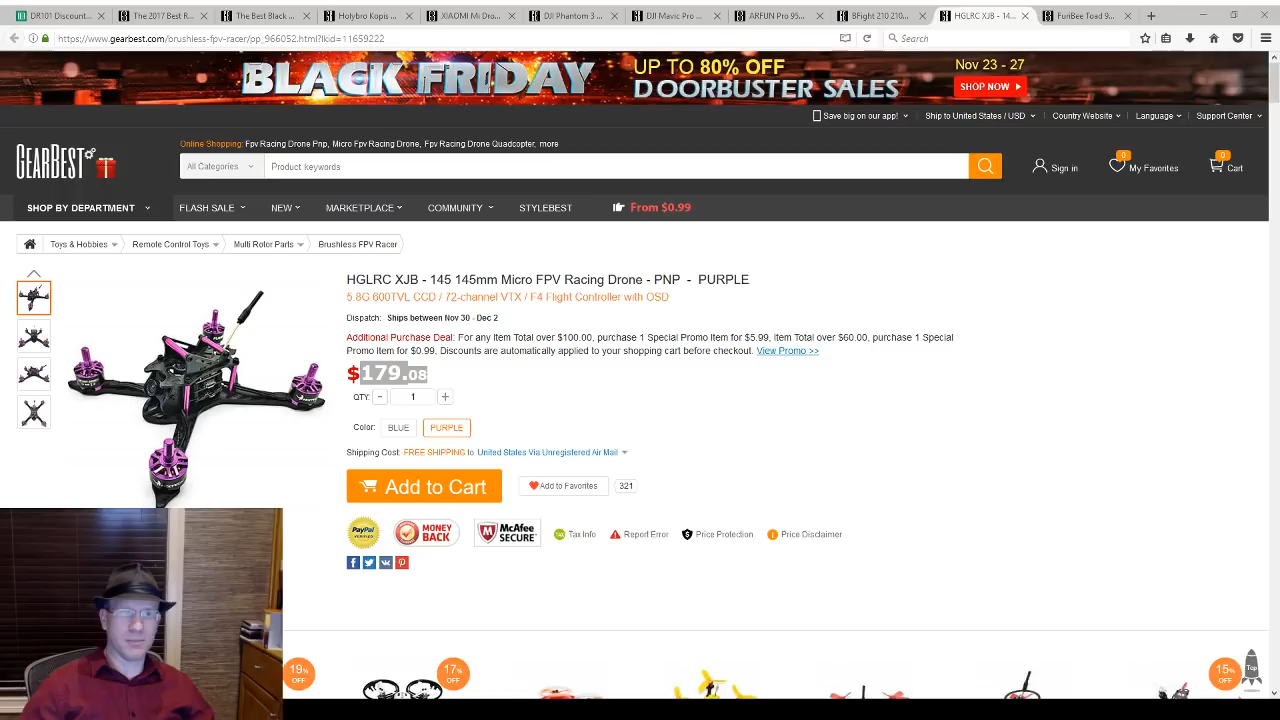 DR101 Discount...
The 2017 Best R...
The Best Black ...
Holybro Kopis ...
XIAOMI Mi Dro...
DJI Phantom 3 ...
DJI Mavic Pro ...
ARFUN Pro 95...
BFight 210 210...
HGLRC XJB - 14...
FuriBee Toad 9...
https://www.gearbest.com/brushless-fpv-racer/pp_966052.html?lkid=11659222
Search
BLACK FRIDAY
UP TO 80% OFF
DOORBUSTER SALES
Nov 23 - 27
SHOP NOW
Save big on our app!
Ship to United States / USD
Country Website
Language
Support Center
GEARBEST
Online Shopping: Fpv Racing Drone Pnp, Micro Fpv Racing Drone, Fpv Racing Drone Quadcopter, more
All Categories
Product keywords
Sign in
0
My Favorites
0
Cart
SHOP BY DEPARTMENT
FLASH SALE
NEW
MARKETPLACE
COMMUNITY
STYLEBEST
From $0.99
Toys & Hobbies
Remote Control Toys
Multi Rotor Parts
Brushless FPV Racer
HGLRC XJB - 145 145mm Micro FPV Racing Drone - PNP - PURPLE
5.8G 600TVL CCD / 72-channel VTX / F4 Flight Controller with OSD
Dispatch: Ships between Nov 30 - Dec 2
Additional Purchase Deal: For any Item Total over $100.00, purchase 1 Special Promo Item for $5.99, Item Total over $60.00, purchase 1 Special
Promo Item for $0.99, Discounts are automatically applied to your shopping cart before checkout. View Promo >>
$179.08
QTY: - 1 +
Color: BLUE PURPLE
Shipping Cost: FREE SHIPPING to United States Via Unregistered Air Mail
Add to Cart
Add to Favorites
321
PayPal
VERIFIED
MONEY
BACK
McAfee
SECURE
Tax Info
Report Error
Price Protection
Price Disclaimer
19%
OFF
17%
OFF
15%
OFF
Top